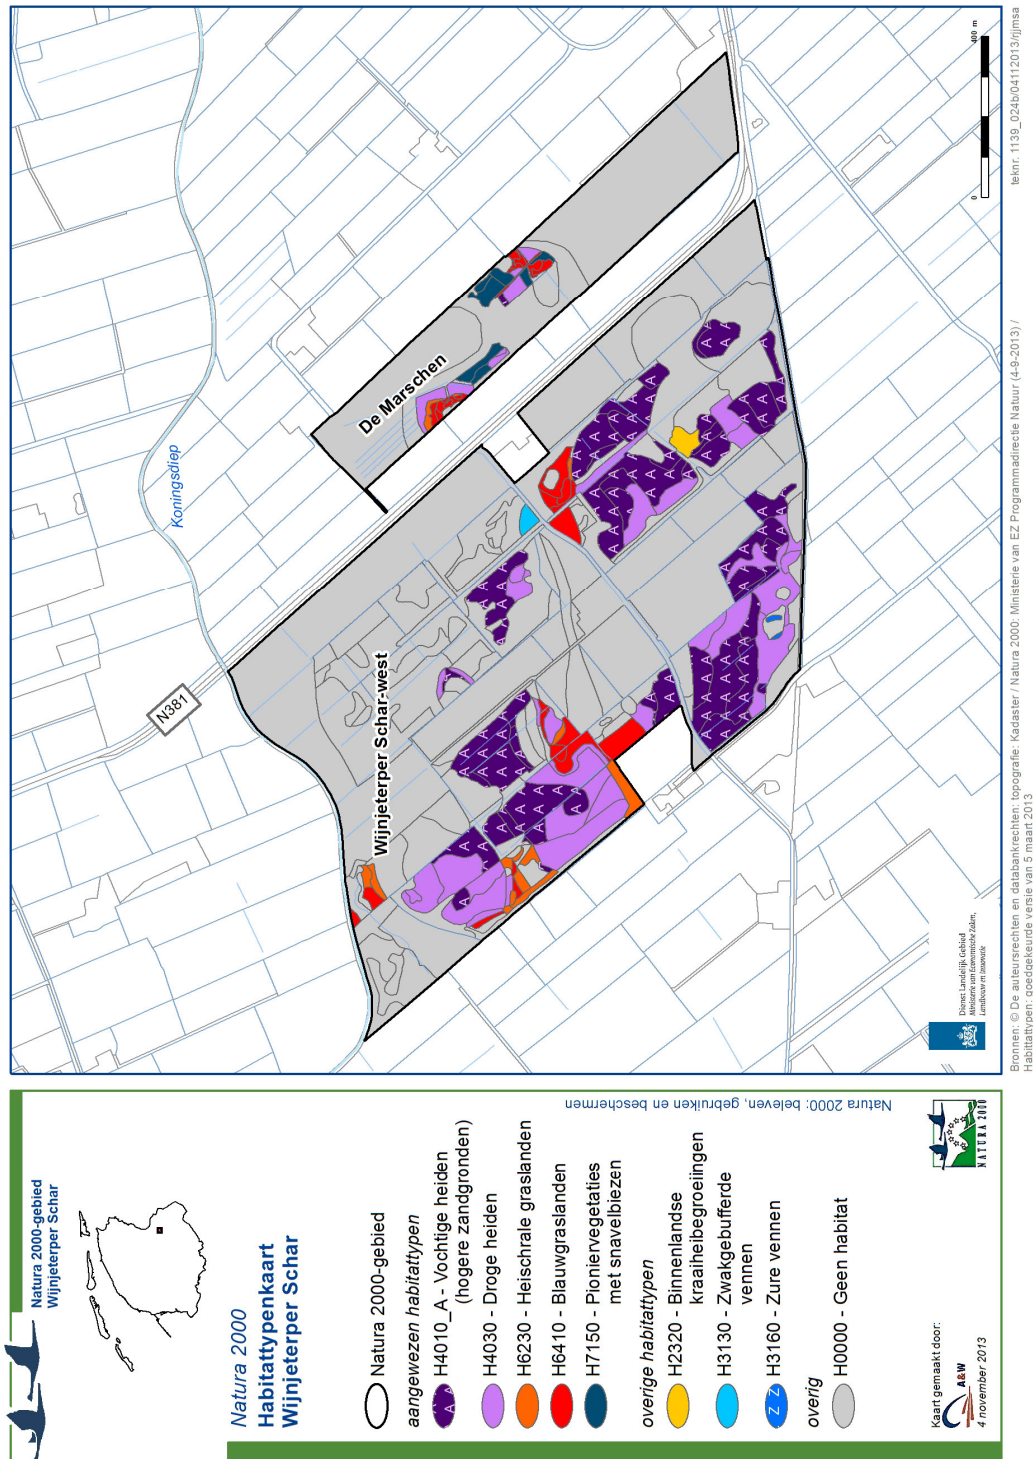 Natura 2000-gebied
Wijnjeterper Schar
Natura 2000
Habitattypenkaart
Wijnjeterper Schar
Natura 2000-gebied
aangewezen habitattypen
A
H4010_A - Vochtige heiden
(hogere zandgronden)
H4030 - Droge heiden
H6230 - Heischrale graslanden
H6410 - Blauwgraslanden
H7150 - Pioniervegetaties
met snavelbiezen
overige habitattypen
H2320 - Binnenlandse
kraaiheibegroeiingen
H3130 - Zwakgebufferde
vennen
Z Z
H3160 - Zure vennen
overig
H0000 - Geen habitat
Kaart gemaakt door:
A&W
4 november 2013
NATURA 2000
Natura 2000: beleven, gebruiken en beschermen
Koningsdiep
N381
De Marschen
Wijnjeterper Schar-west
0
400 m
Dienst Landelijk Gebied
Ministerie van Economische Zaken,
Landbouw en Innovatie
Bronnen: © De auteursrechten en databankrechten: topografie: Kadaster / Natura 2000: Ministerie van EZ Programmadirectie Natuur (4-9-2013) /
Habitattypen: goedgekeurde versie van 5 maart 2013
teknr. 1139_024b/04112013/rjjmsa